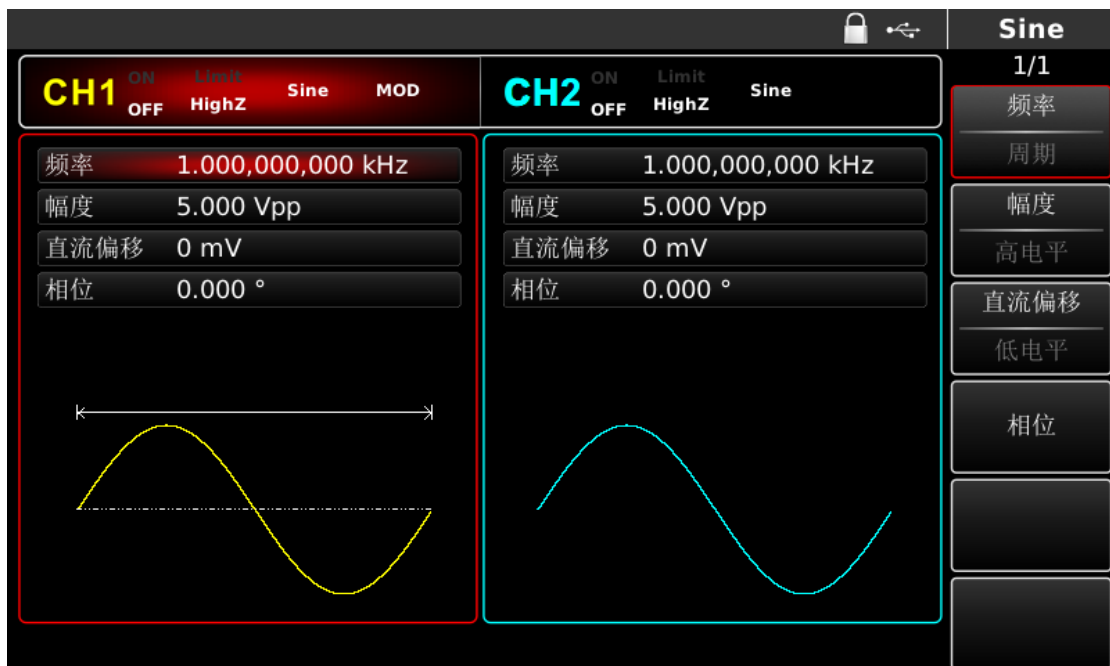 Sine
1/1
CH1 ON Limit Sine MOD
OFF HighZ
CH2 ON Limit Sine
OFF HighZ
频率 1.000,000,000 kHz
幅度 5.000 Vpp
直流偏移 0 mV
相位 0.000 °
频率 1.000,000,000 kHz
幅度 5.000 Vpp
直流偏移 0 mV
相位 0.000 °
频率
周期
幅度
高电平
直流偏移
低电平
相位